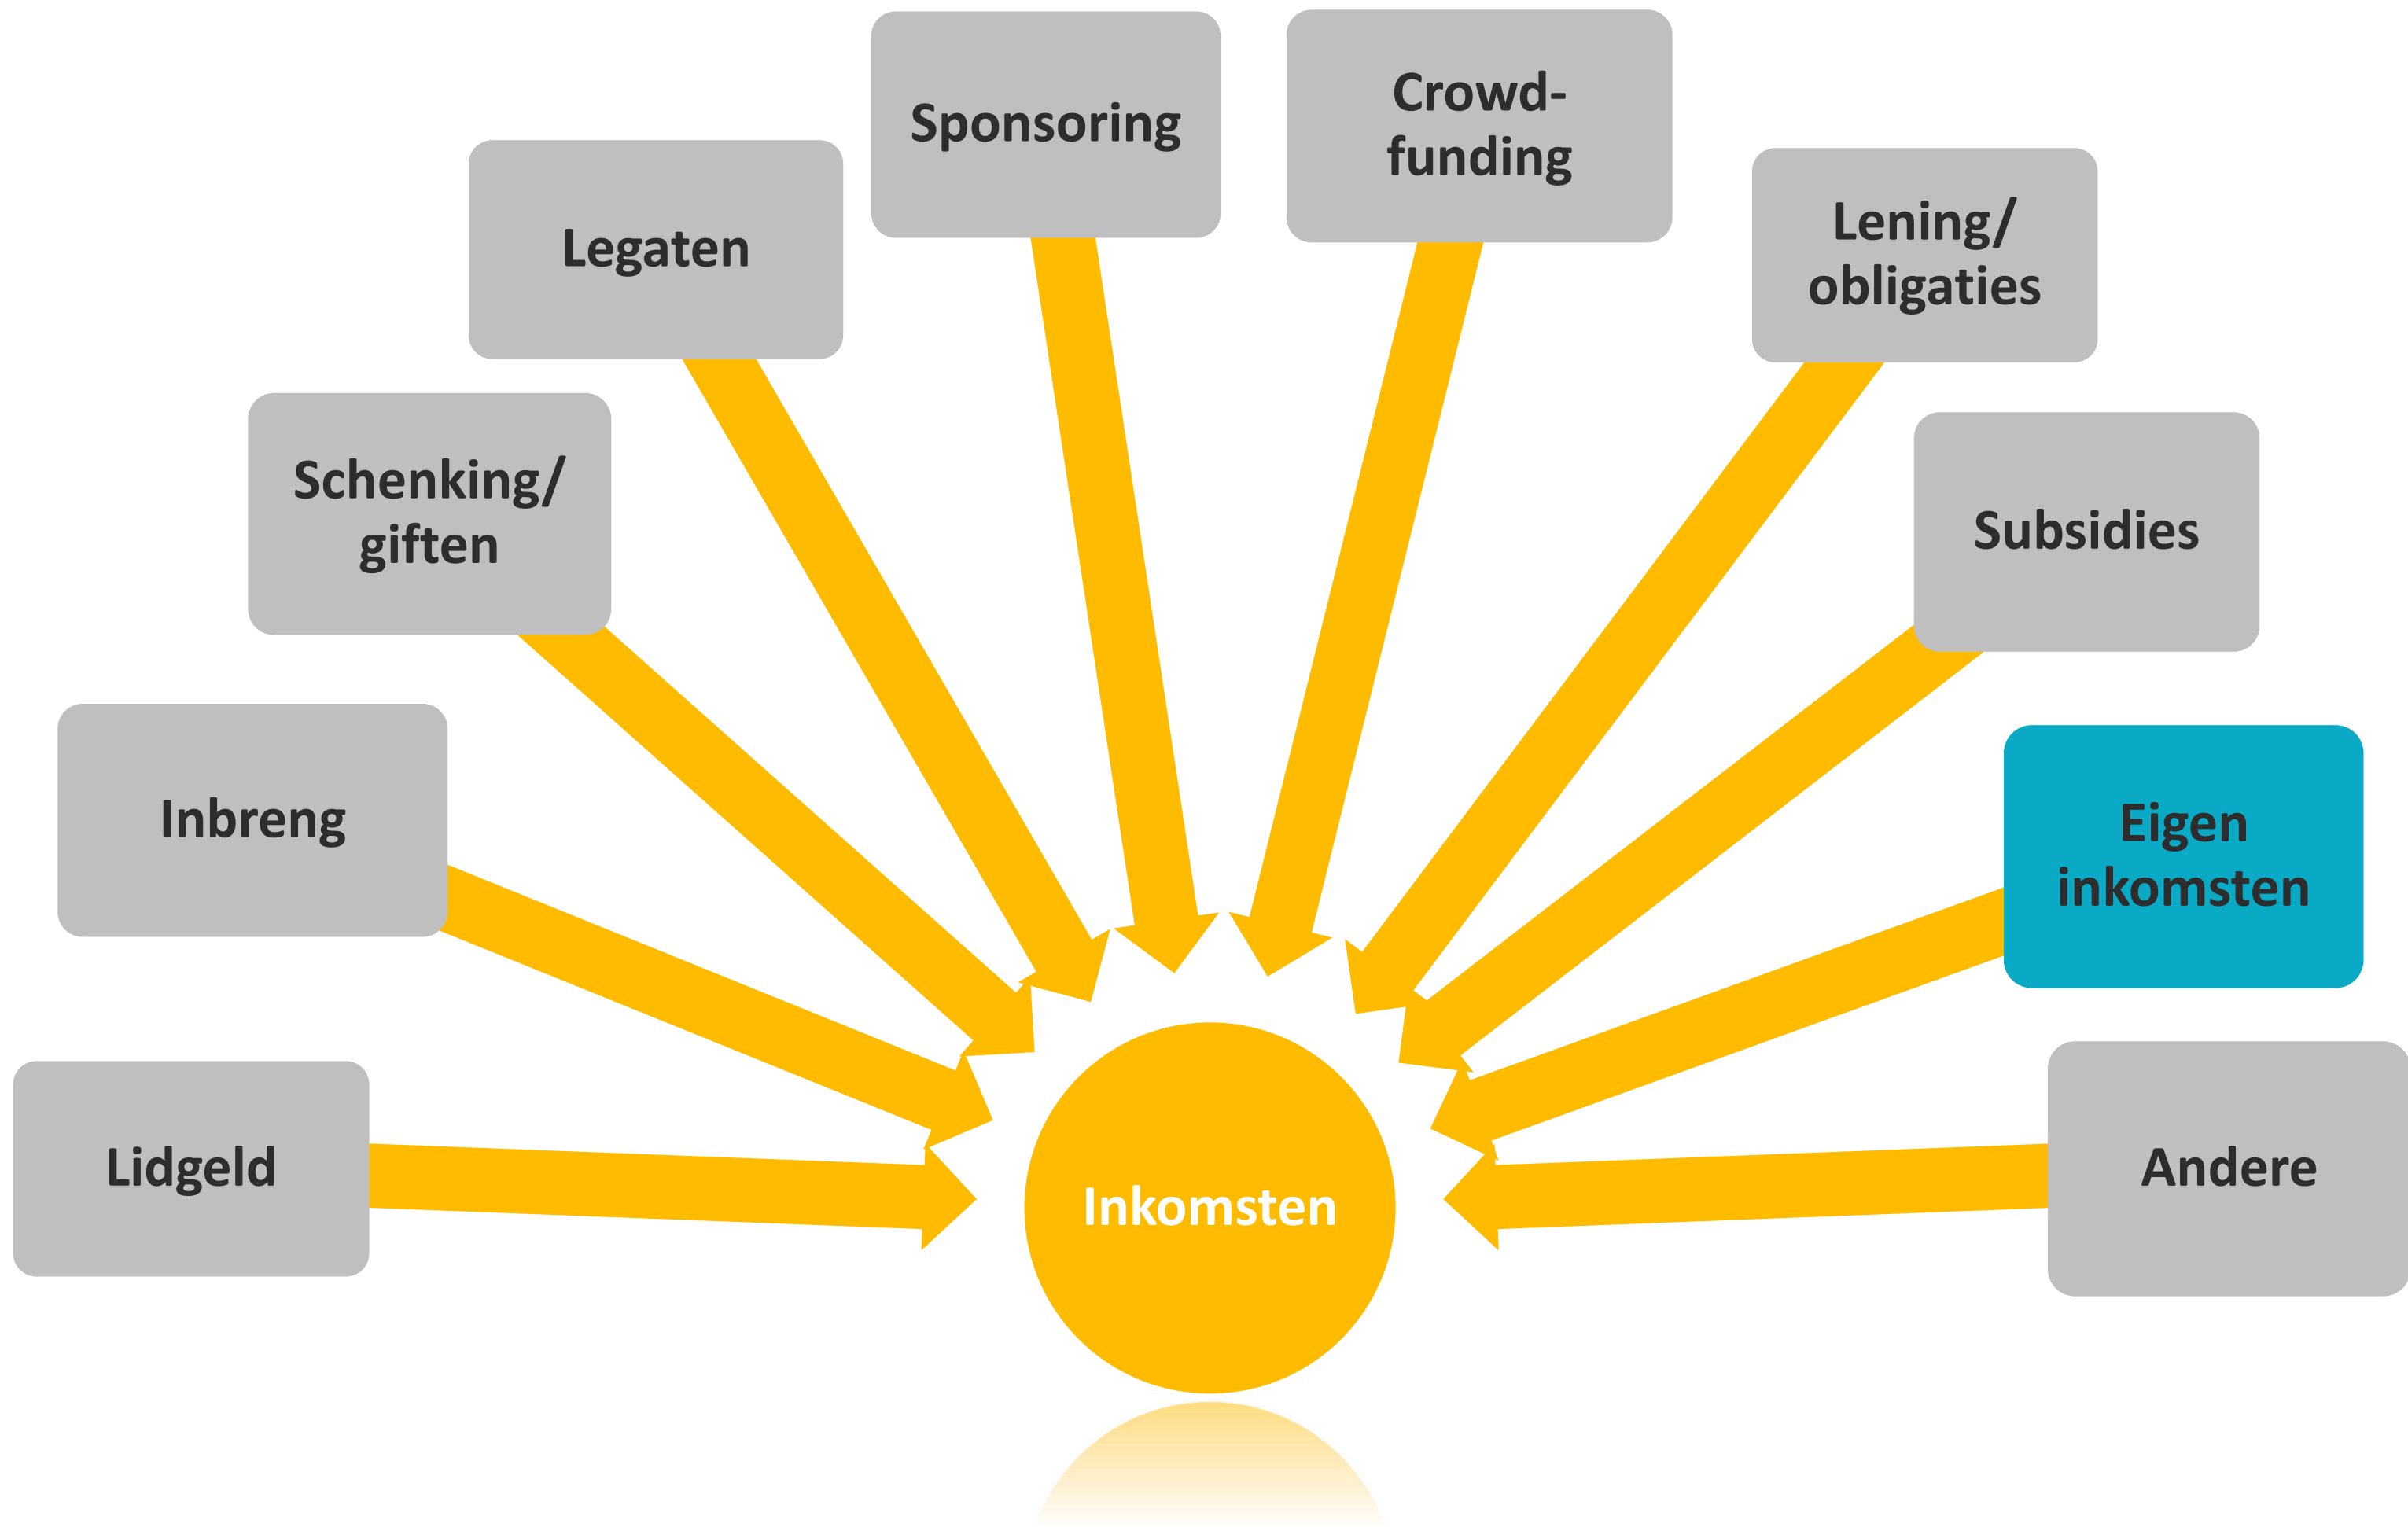 Sponsoring
Crowd-
funding
Legaten
Lening/
obligaties
Schenking/
giften
Subsidies
Inbreng
Eigen
inkomsten
Lidgeld
Andere
Inkomsten